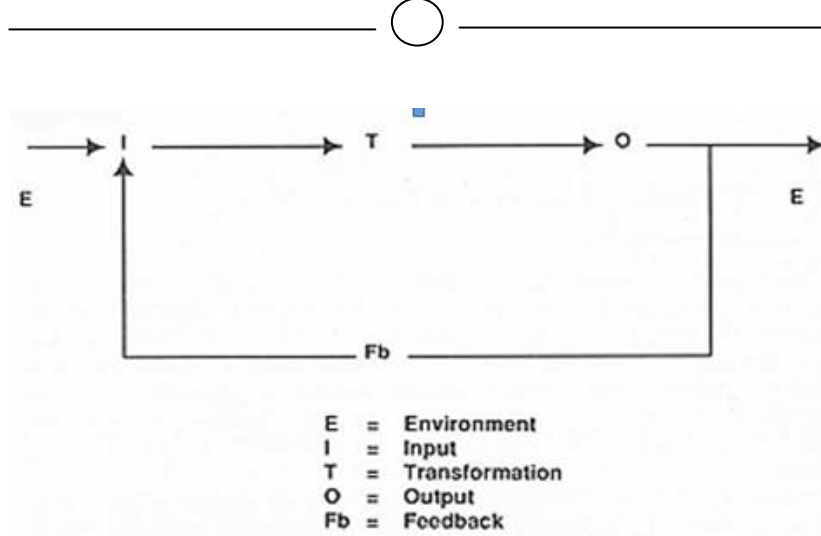 I T O
E E
Fb
E = Environment
I = Input
T = Transformation
O = Output
Fb = Feedback